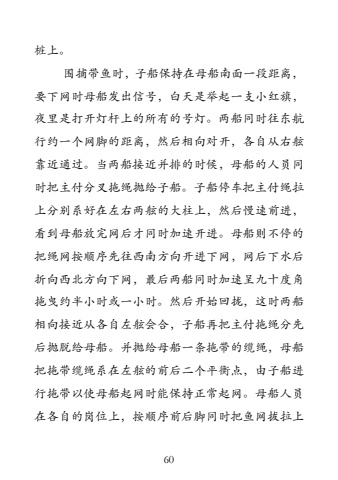 桩上。
围捕带鱼时，子船保持在母船南面一段距离，
要下网时母船发出信号，白天是举起一支小红旗，
夜里是打开灯杆上的所有的号灯。两船同时往东航
行约一个网脚的距离，然后相向对开，各自从右舷
靠近通过。当两船接近并排的时候，母船的人员同
时把主付分叉拖绳抛给子船。子船停车把主付绳拉
上分别系好在左右两舷的大柱上，然后慢速前进，
看到母船放完网后才同时加速开进。母船则不停的
把绳网按顺序先往西南方向开进下网，网后下水后
折向西北方向下网，最后两船同时加速呈九十度角
拖曳约半小时或一小时。然后开始回拢，这时两船
相向接近从各自左舷会合，子船再把主付拖绳分先
后抛脱给母船。并抛给母船一条拖带的缆绳，母船
把拖带缆绳系在左舷的前后二个平衡点，由子船进
行拖带以使母船起网时能保持正常起网。母船人员
在各自的岗位上，按顺序前后脚同时把鱼网拔拉上
60